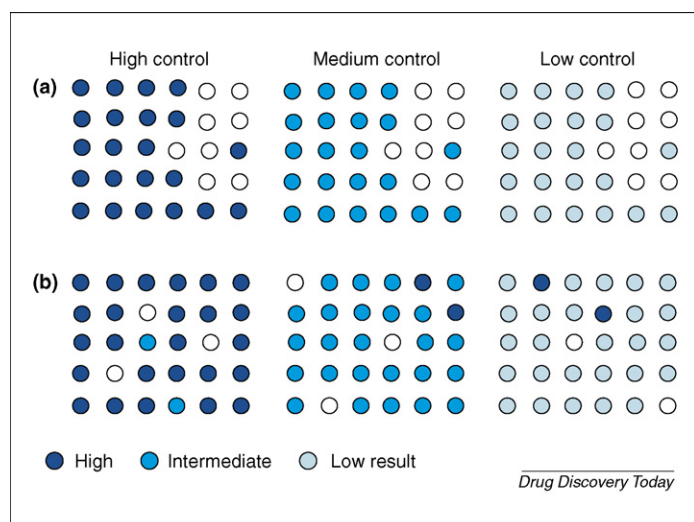 High control Medium control Low control
(a)
(b)
High Intermediate Low result
Drug Discovery Today